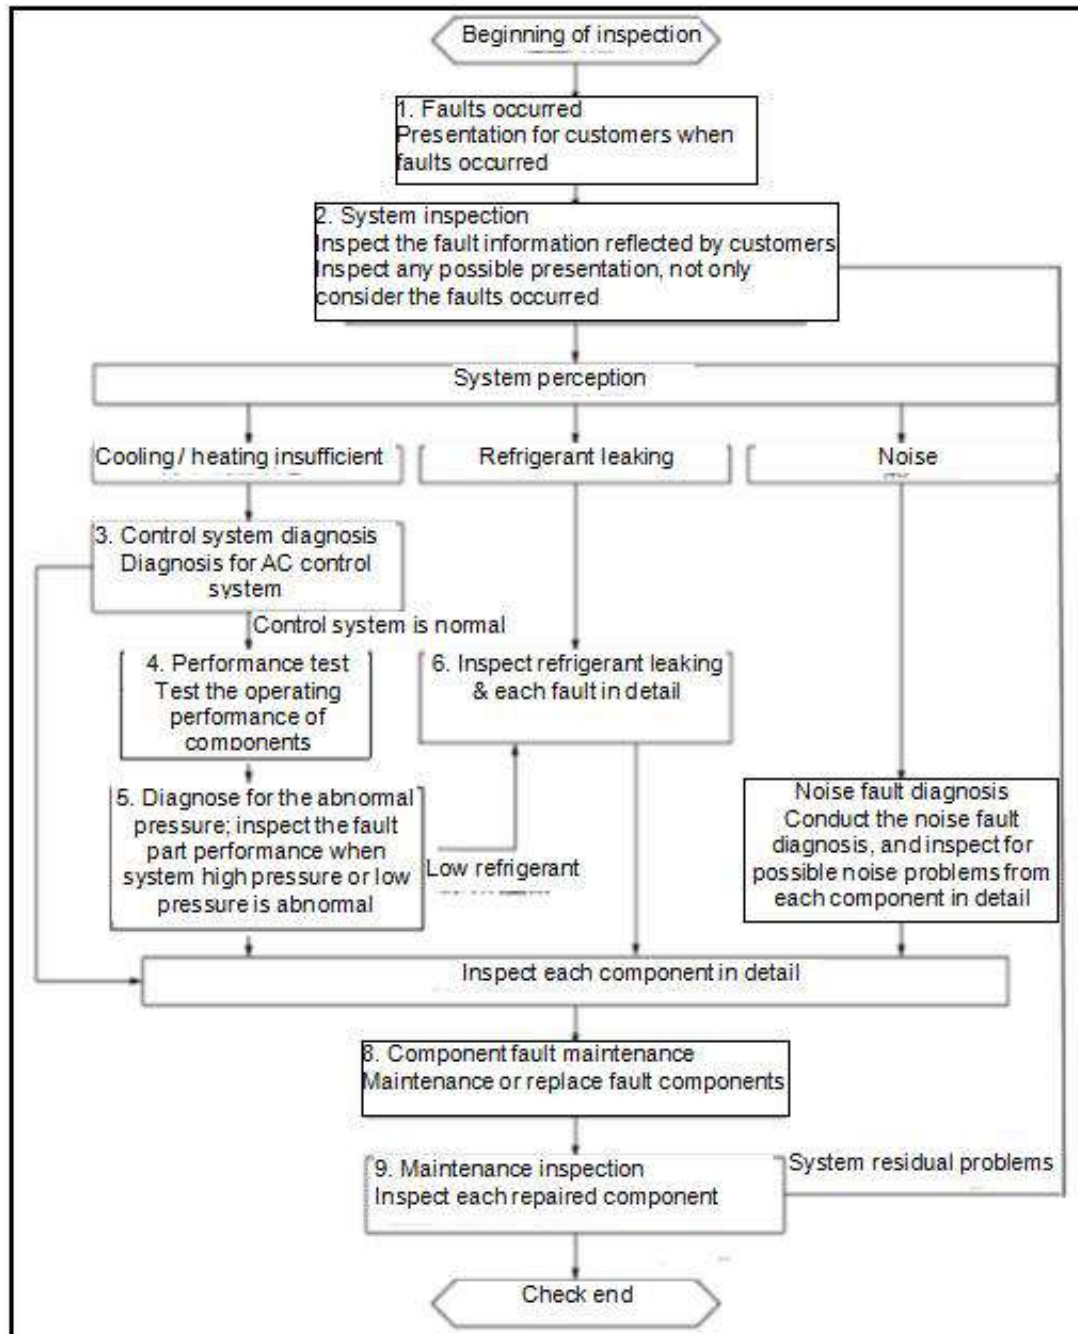 Beginning of inspection
1. Faults occurred
Presentation for customers when
faults occurred
2. System inspection
Inspect the fault information reflected by customers
Inspect any possible presentation, not only
consider the faults occurred
System perception
Cooling / heating insufficient
Refrigerant leaking
Noise
3. Control system diagnosis
Diagnosis for AC control
system
Control system is normal
4. Performance test
Test the operating
performance of
components
6. Inspect refrigerant leaking
& each fault in detail
5. Diagnose for the abnormal
pressure; inspect the fault
part performance when
system high pressure or low
pressure is abnormal
Low refrigerant
Noise fault diagnosis
Conduct the noise fault
diagnosis, and inspect for
possible noise problems from
each component in detail
Inspect each component in detail
8. Component fault maintenance
Maintenance or replace fault components
9. Maintenance inspection
Inspect each repaired component
System residual problems
Check end